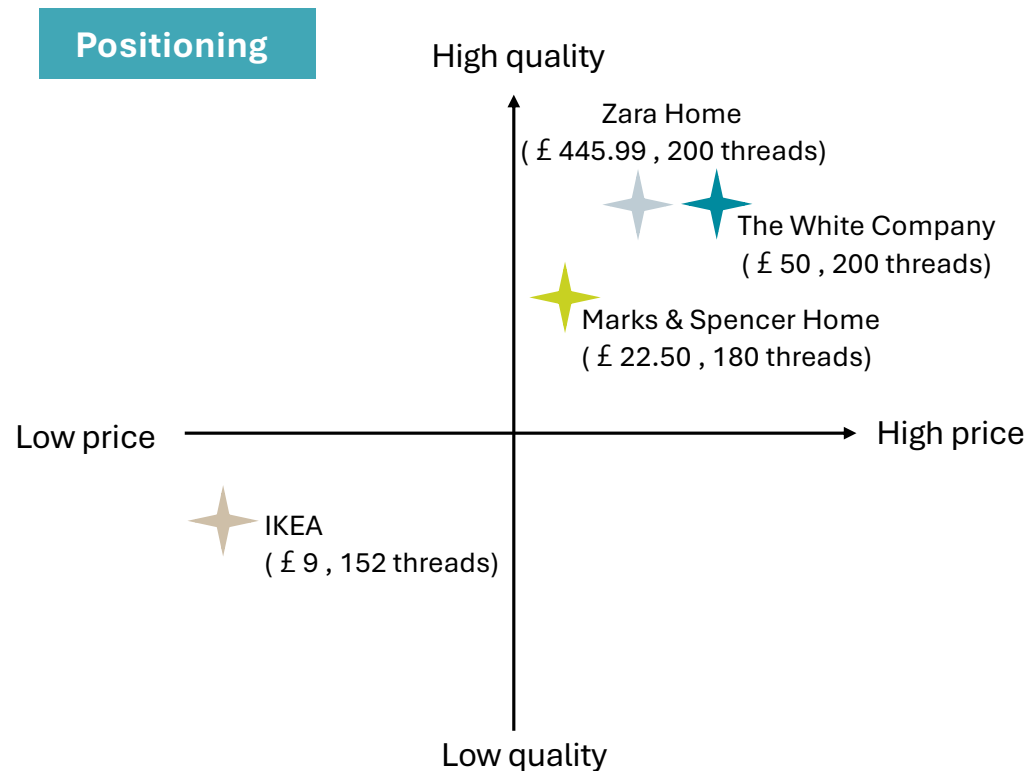 Positioning
High quality
Zara Home
( £ 445.99 , 200 threads)
The White Company
( £ 50 , 200 threads)
Marks & Spencer Home
( £ 22.50 , 180 threads)
Low price
High price
IKEA
( £ 9 , 152 threads)
Low quality